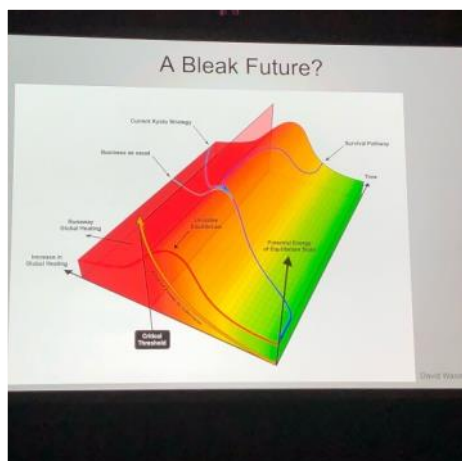 A Bleak Future?
Current Kyoto Strategy
Business as usual
Survival Pathway
Time
Runaway
Global Heating
Unstable
Equilibrium
Potential Energy
of Equilibrium State
Increase in
Global Heating
Critical
Threshold
David